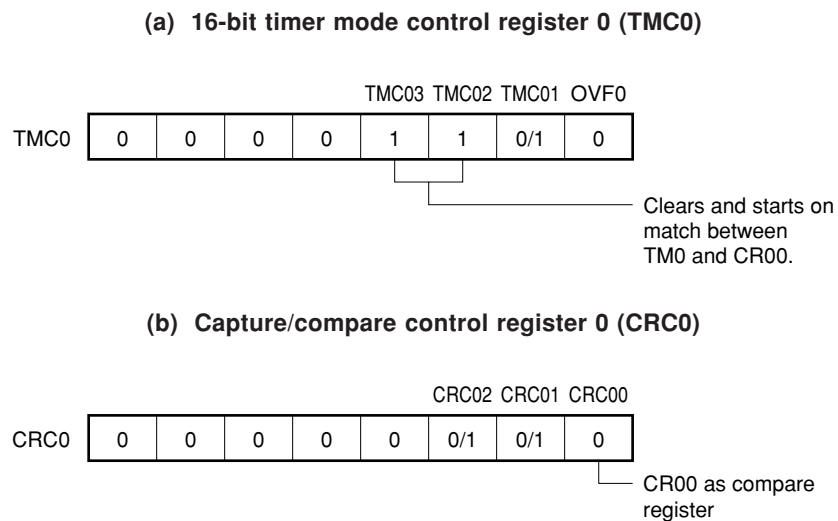 (a) 16-bit timer mode control register 0 (TMC0)
TMC03 TMC02 TMC01 OVF0
TMC0 0 0 0 0 1 1 0/1 0
Clears and starts on
match between
TM0 and CR00.
(b) Capture/compare control register 0 (CRC0)
CRC02 CRC01 CRC00
CRC0 0 0 0 0 0 0/1 0/1 0
CR00 as compare
register